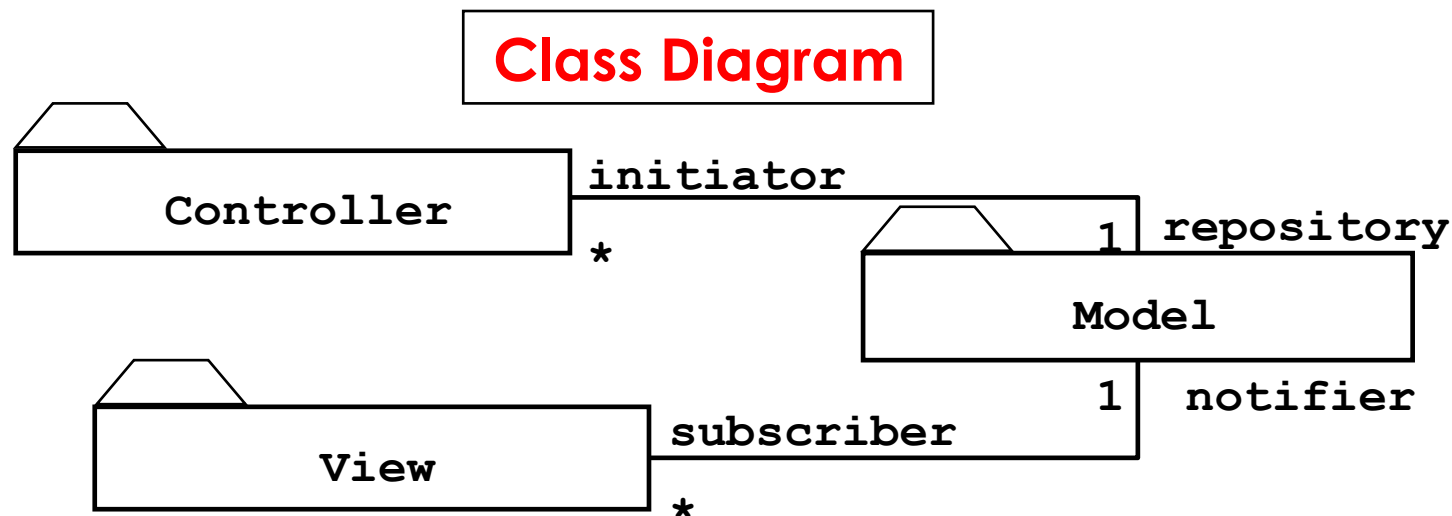 Class Diagram
initiator
Controller
*
1 repository
Model
1 notifier
subscriber
View
*